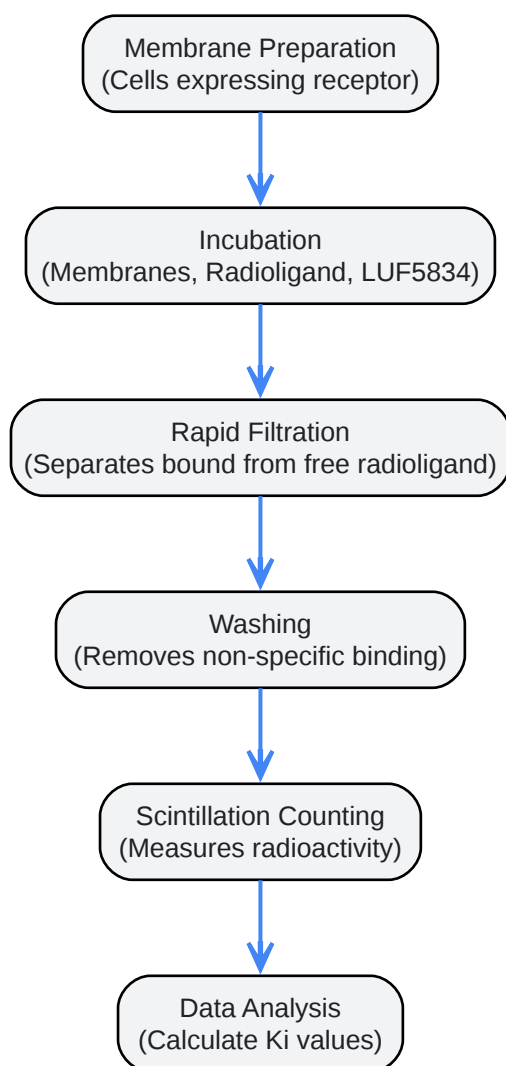 Membrane Preparation
(Cells expressing receptor)
Incubation
(Membranes, Radioligand, LUF5834)
Rapid Filtration
(Separates bound from free radioligand)
Washing
(Removes non-specific binding)
Scintillation Counting
(Measures radioactivity)
Data Analysis
(Calculate Ki values)